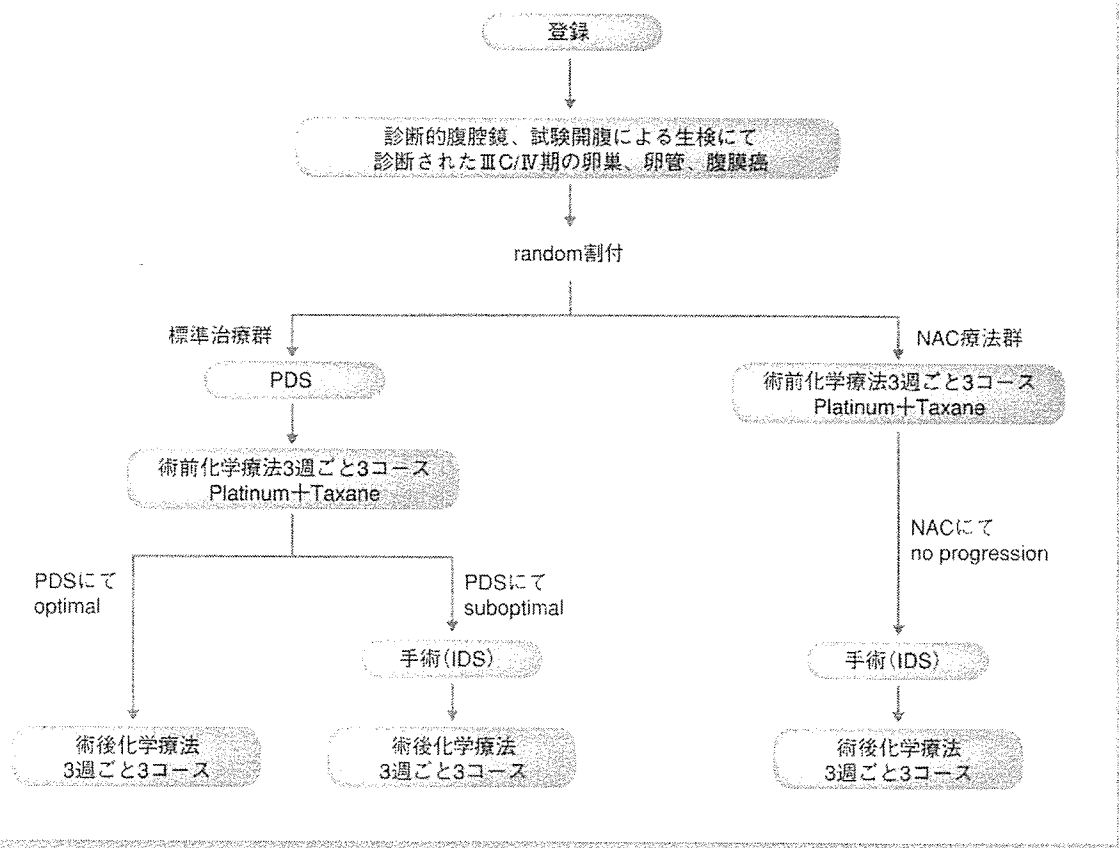 登録
診断的腹腔鏡、試験開腹による生検にて
診断されたⅢC/Ⅳ期の卵巣、卵管、腹膜癌
random割付
標準治療群
PDS
術前化学療法3週ごと3コース
Platinum＋Taxane
PDSにて
optimal
PDSにて
suboptimal
手術(IDS)
術後化学療法
3週ごと3コース
術後化学療法
3週ごと3コース
NAC療法群
術前化学療法3週ごと3コース
Platinum＋Taxane
NACにて
no progression
手術(IDS)
術後化学療法
3週ごと3コース